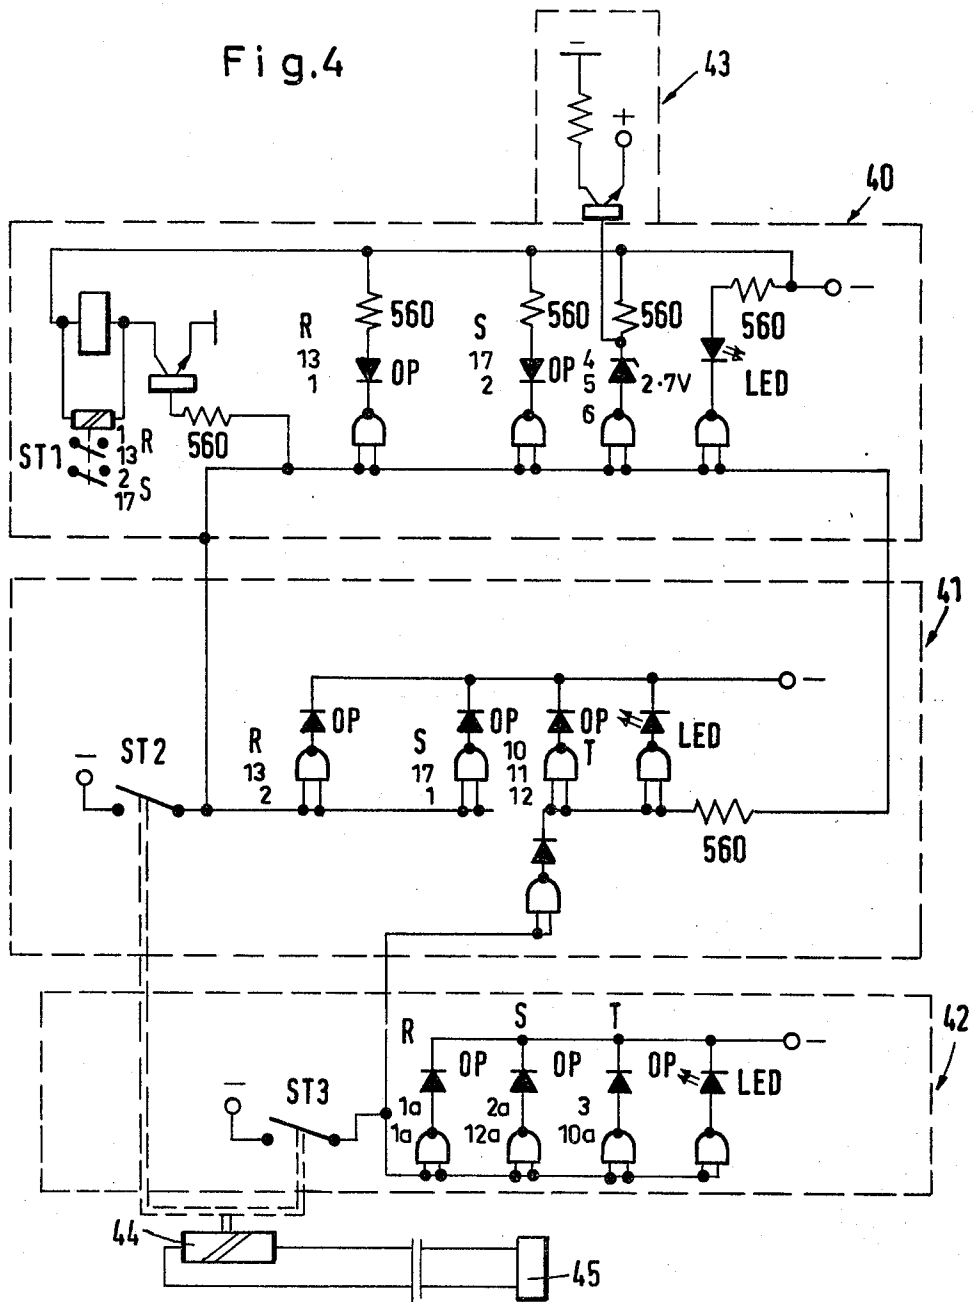 Fig.4
43
−
+
40
R
13
1
560
OP
S
17
2
560
OP
4
5
6
560
2·7V
560
−
LED
560
ST1
1
13 R
2
17 S
41
ST2
−
R
13
2
OP
S
17
1
OP
10
11
12
OP
T
LED
−
560
42
R
S
T
−
ST3
−
OP
1a
1a
OP
2a
12a
OP
3
10a
LED
44
45